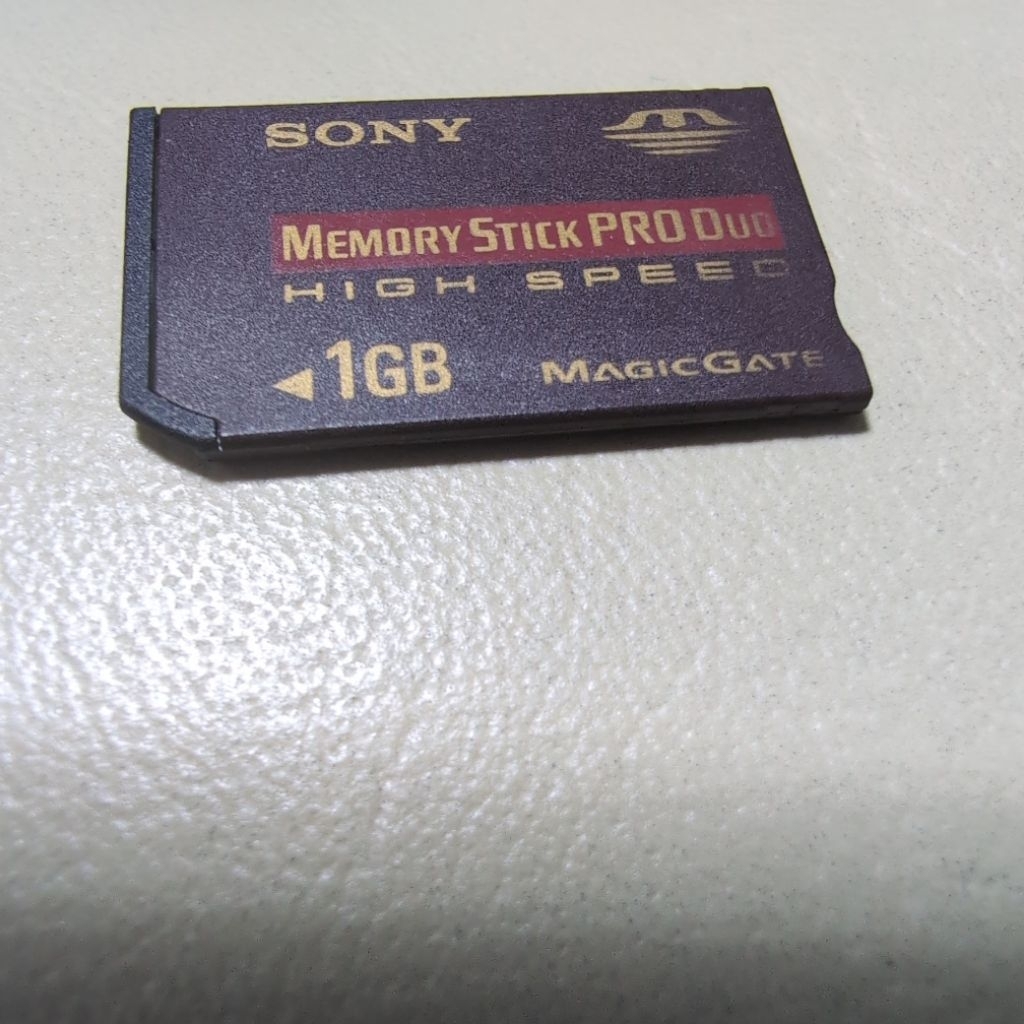 SONY
MEMORY STICK PRO DUO
HIGH SPEED
1GB MAGICGATE